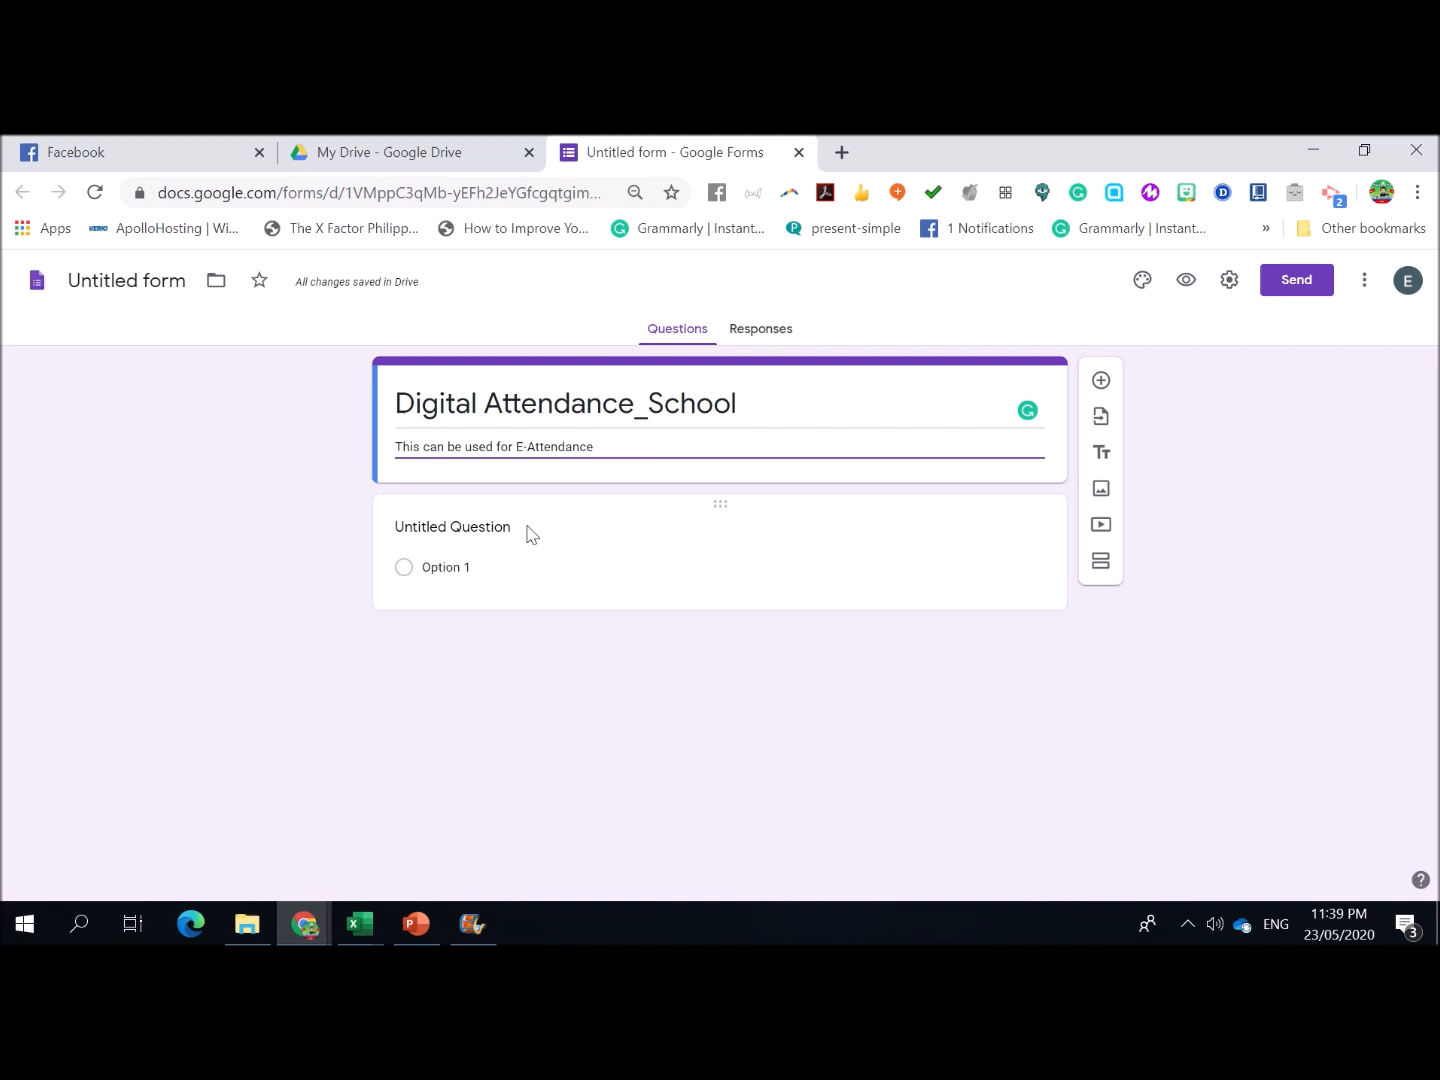 Facebook
My Drive - Google Drive
Untitled form - Google Forms
docs.google.com/forms/d/1VMppC3qMb-yEFh2JeYGfcgqtgim...
2
Apps
ApolloHosting | Wi...
The X Factor Philipp...
How to Improve Yo...
Grammarly | Instant...
present-simple
1 Notifications
Grammarly | Instant...
»
Other bookmarks
Untitled form
All changes saved in Drive
Send
E
Questions
Responses
Digital Attendance_School
This can be used for E-Attendance
Untitled Question
Option 1
ENG
11:39 PM
23/05/2020
3